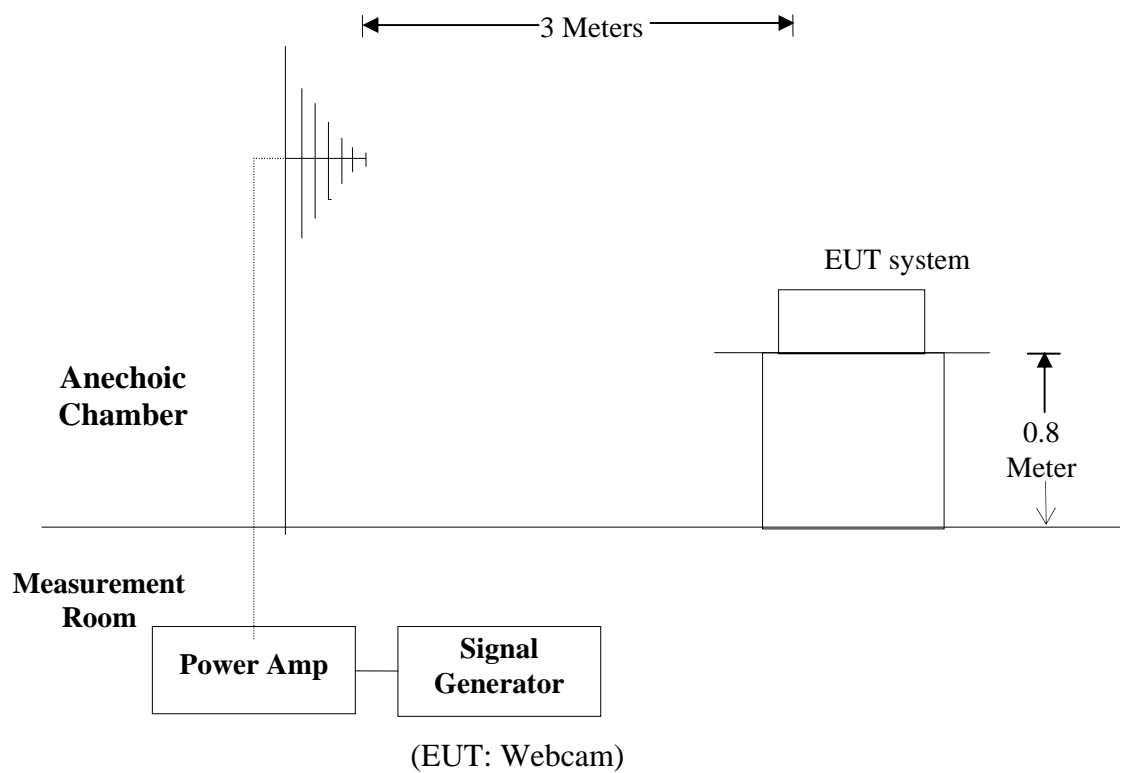 3 Meters
EUT system
Anechoic
Chamber
0.8
Meter
Measurement
Room
Power Amp
Signal
Generator
(EUT: Webcam)